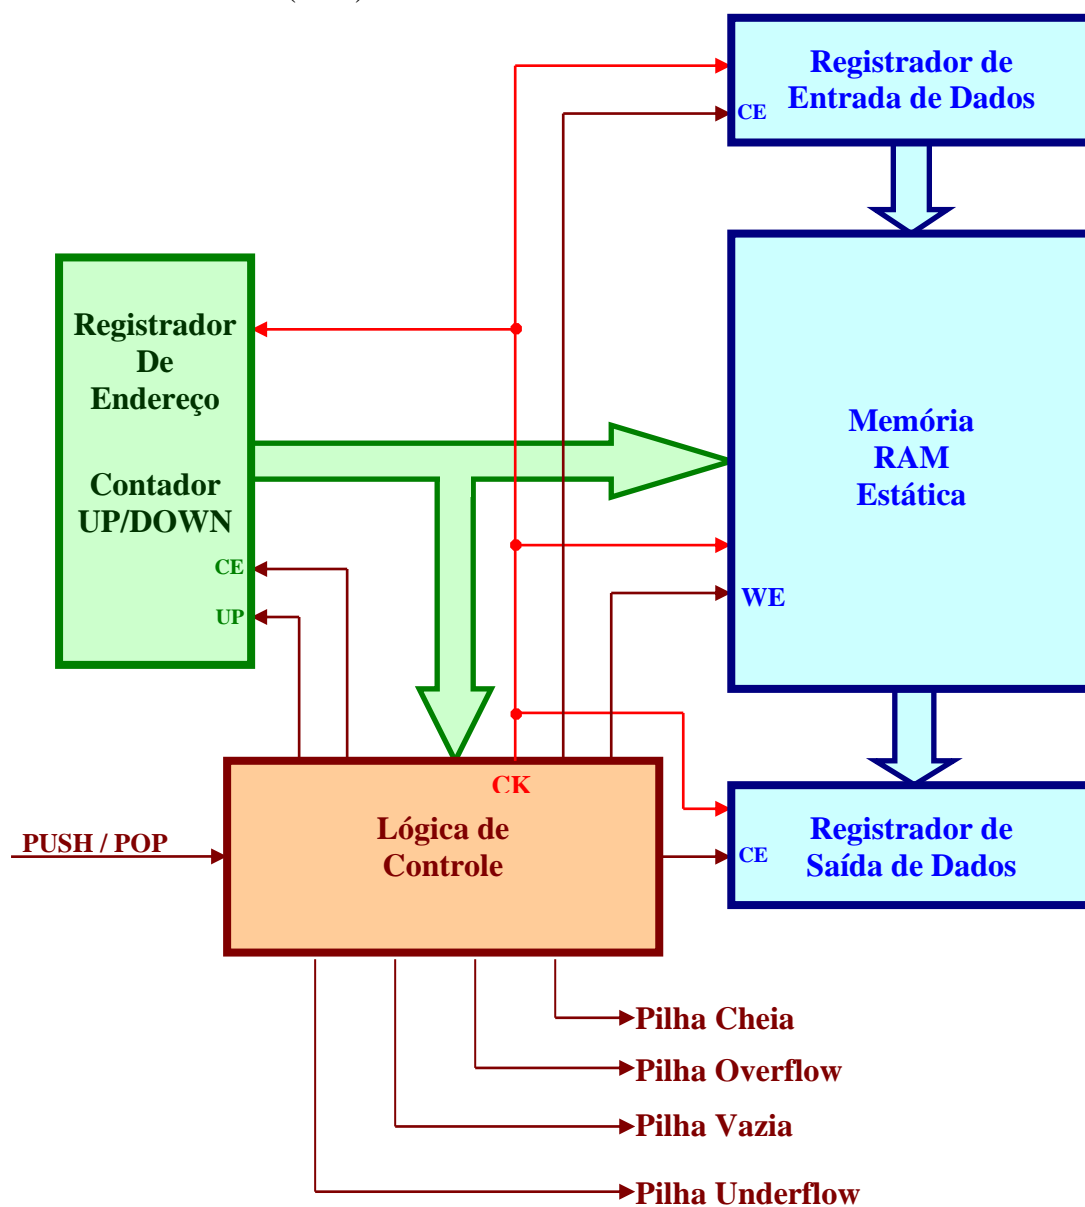 Registrador de
Entrada de Dados
CE
Registrador
De
Endereço
Contador
UP/DOWN
CE
UP
Memória
RAM
Estática
WE
CK
Lógica de
Controle
PUSH / POP
Registrador de
Saída de Dados
CE
Pilha Cheia
Pilha Overflow
Pilha Vazia
Pilha Underflow